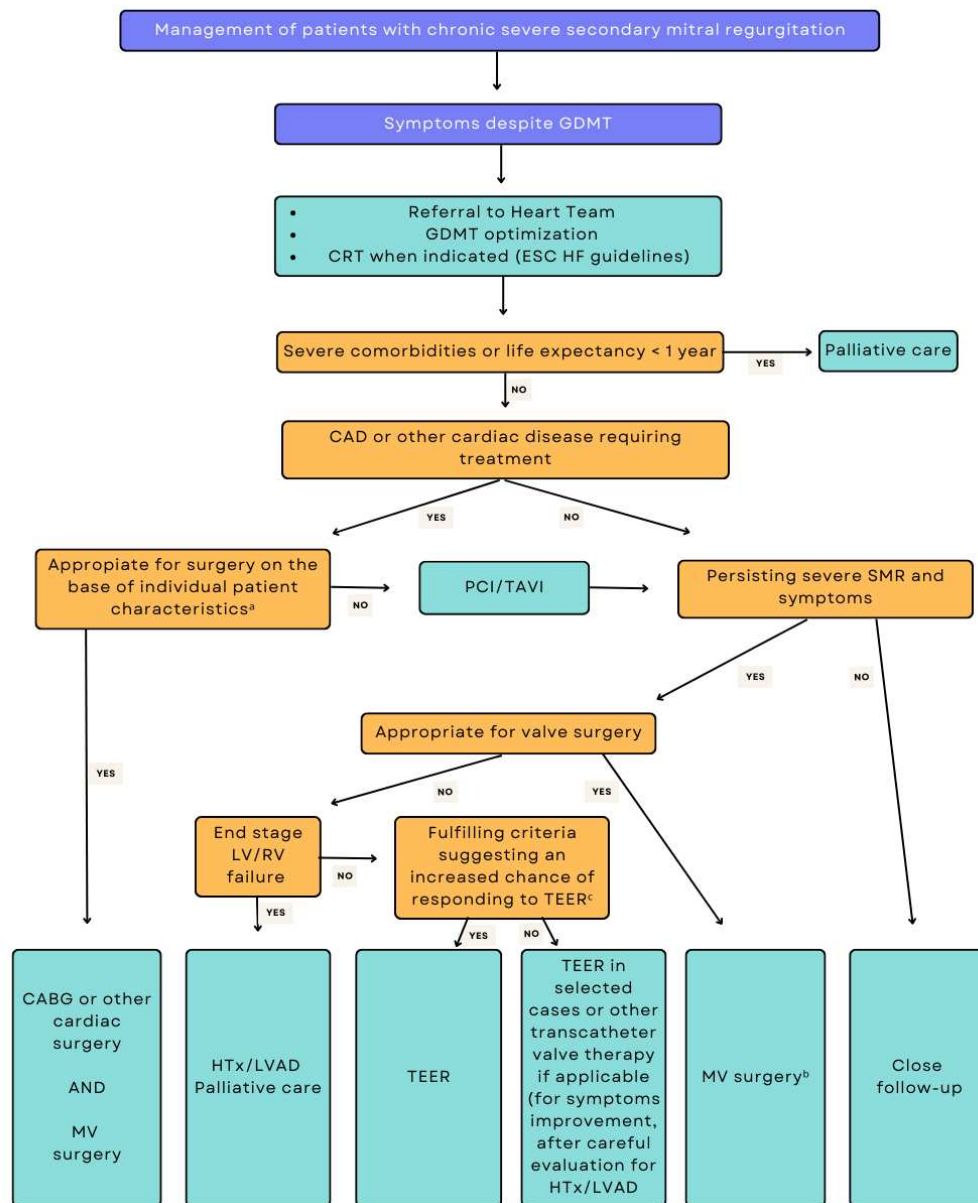 Management of patients with chronic severe secondary mitral regurgitation
Symptoms despite GDMT
• Referral to Heart Team
• GDMT optimization
• CRT when indicated (ESC HF guidelines)
Severe comorbidities or life expectancy < 1 year
YES
Palliative care
NO
CAD or other cardiac disease requiring
treatment
YES
NO
Appropiate for surgery on the
base of individual patient
characteristicsᵃ
NO
PCI/TAVI
Persisting severe SMR and
symptoms
YES
NO
Appropriate for valve surgery
YES
NO
YES
End stage
LV/RV
failure
NO
Fulfilling criteria
suggesting an
increased chance of
responding to TEERᶜ
YES
YES
NO
CABG or other
cardiac
surgery
AND
MV
surgery
HTx/LVAD
Palliative care
TEER
TEER in
selected
cases or other
transcatheter
valve therapy
if applicable
(for symptoms
improvement,
after careful
evaluation for
HTx/LVAD
MV surgeryᵇ
Close
follow-up